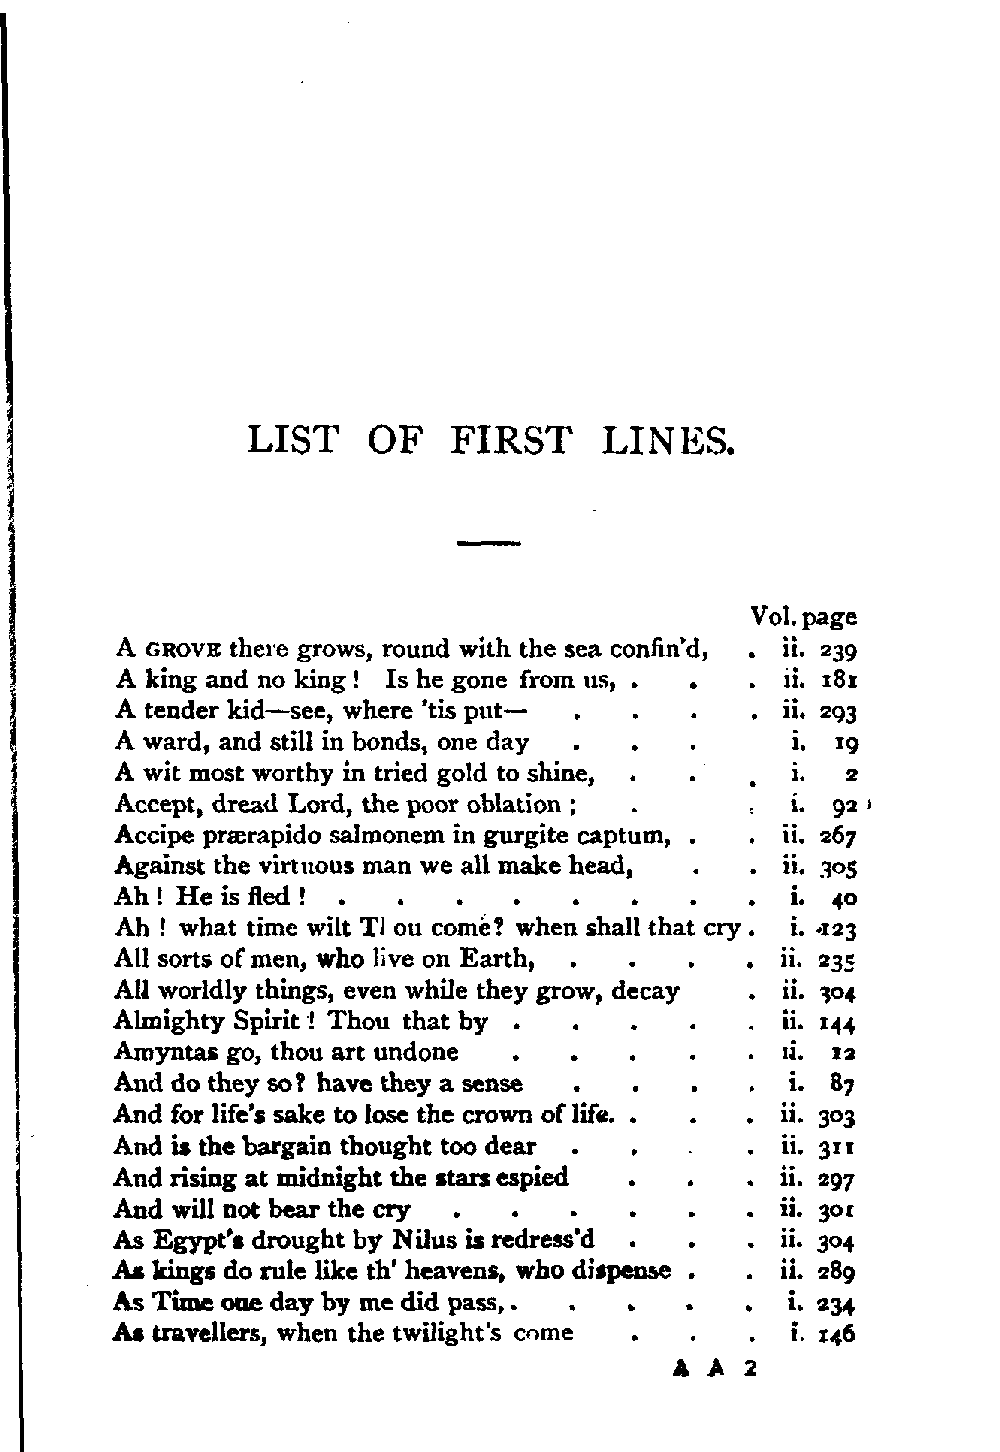 LIST OF FIRST LINES.
Vol. page
A GROVE there grows, round with the sea confin'd, . ii. 239
A king and no king! Is he gone from us, . . . ii. 181
A tender kid—see, where 'tis put— . . . . ii. 293
A ward, and still in bonds, one day . . . i. 19
A wit most worthy in tried gold to shine, . . . i. 2
Accept, dread Lord, the poor oblation; . : i. 92
Accipe prærapido salmonem in gurgite captum, . . ii. 267
Against the virtuous man we all make head, . . ii. 305
Ah! He is fled! . . . . . . . . i. 40
Ah! what time wilt Tl ou come? when shall that cry . i. 123
All sorts of men, who live on Earth, . . . . ii. 235
All worldly things, even while they grow, decay . ii. 304
Almighty Spirit! Thou that by . . . . . ii. 144
Amyntas go, thou art undone . . . . . ii. 12
And do they so? have they a sense . . . . i. 87
And for life's sake to lose the crown of life. . . . ii. 303
And is the bargain thought too dear . . . . ii. 311
And rising at midnight the stars espied . . . ii. 297
And will not bear the cry . . . . . . ii. 301
As Egypt's drought by Nilus is redress'd . . . ii. 304
As kings do rule like th' heavens, who dispense . . ii. 289
As Time one day by me did pass, . . . . . i. 234
As travellers, when the twilight's come . . . i. 146
A A 2